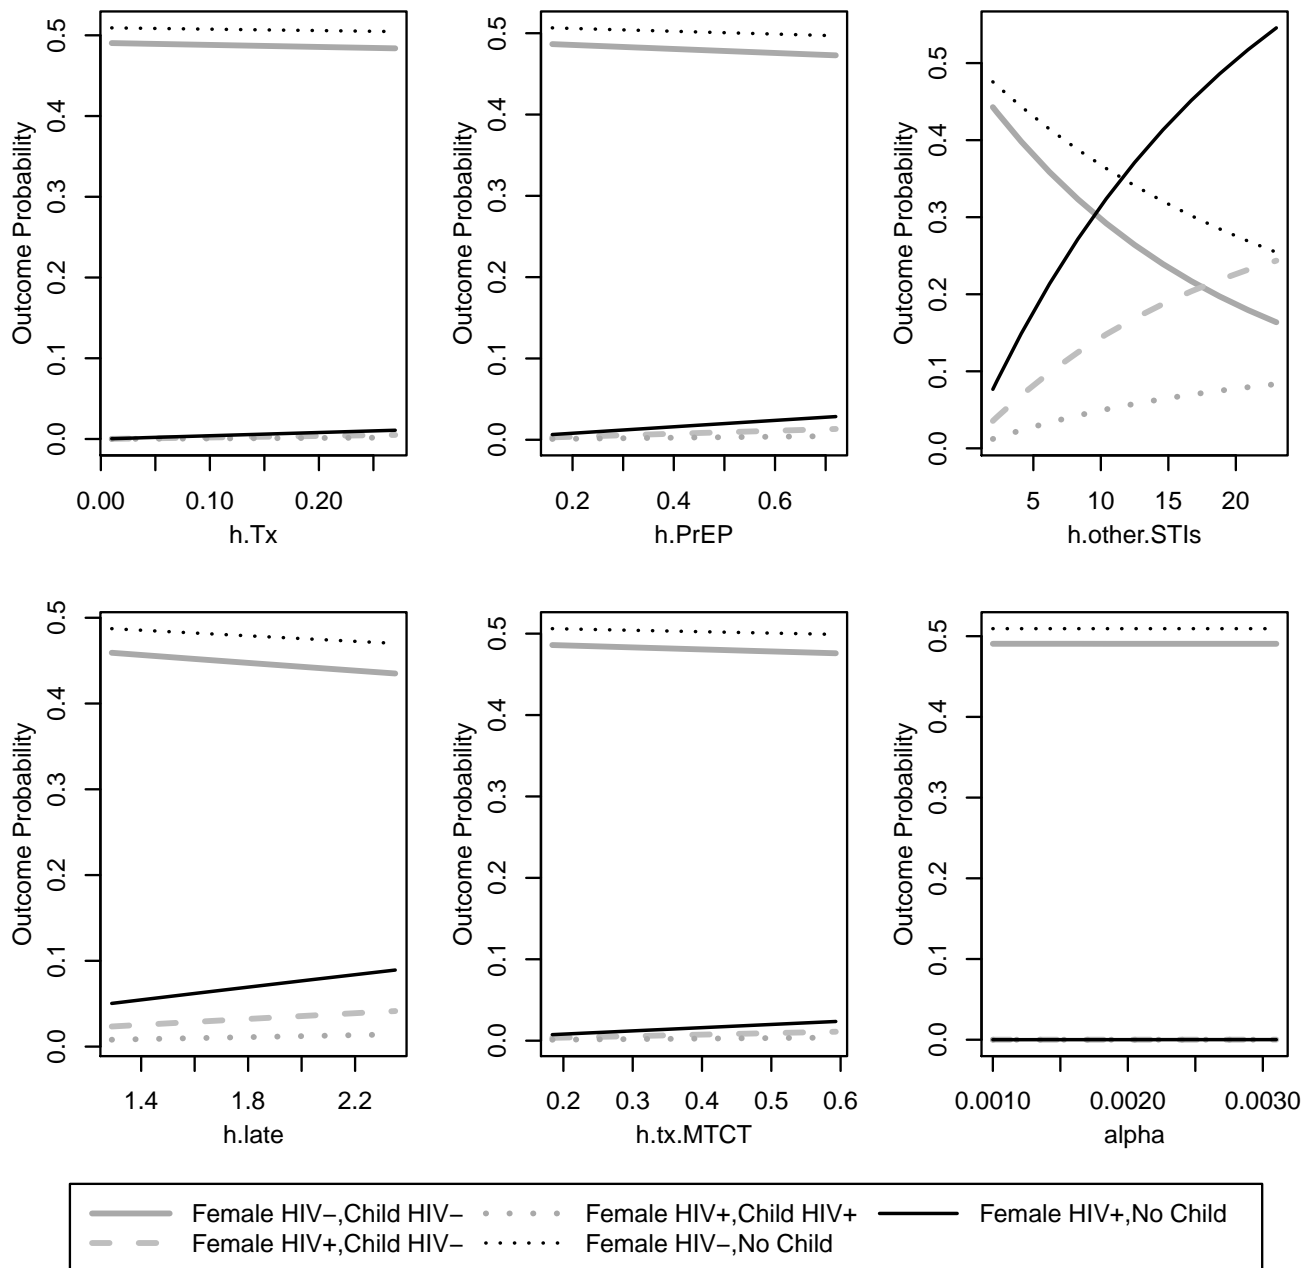 0.0 0.1 0.2 0.3 0.4 0.5
Outcome Probability
0.00 0.10 0.20
h.Tx
0.0 0.1 0.2 0.3 0.4 0.5
Outcome Probability
0.2 0.4 0.6
h.PrEP
0.0 0.1 0.2 0.3 0.4 0.5
Outcome Probability
5 10 15 20
h.other.STIs
0.0 0.1 0.2 0.3 0.4 0.5
Outcome Probability
1.4 1.8 2.2
h.late
0.0 0.1 0.2 0.3 0.4 0.5
Outcome Probability
0.2 0.3 0.4 0.5 0.6
h.tx.MTCT
0.0 0.1 0.2 0.3 0.4 0.5
Outcome Probability
0.0010 0.0020 0.0030
alpha
Female HIV−,Child HIV− Female HIV+,Child HIV+ Female HIV+,No Child
Female HIV+,Child HIV− Female HIV−,No Child